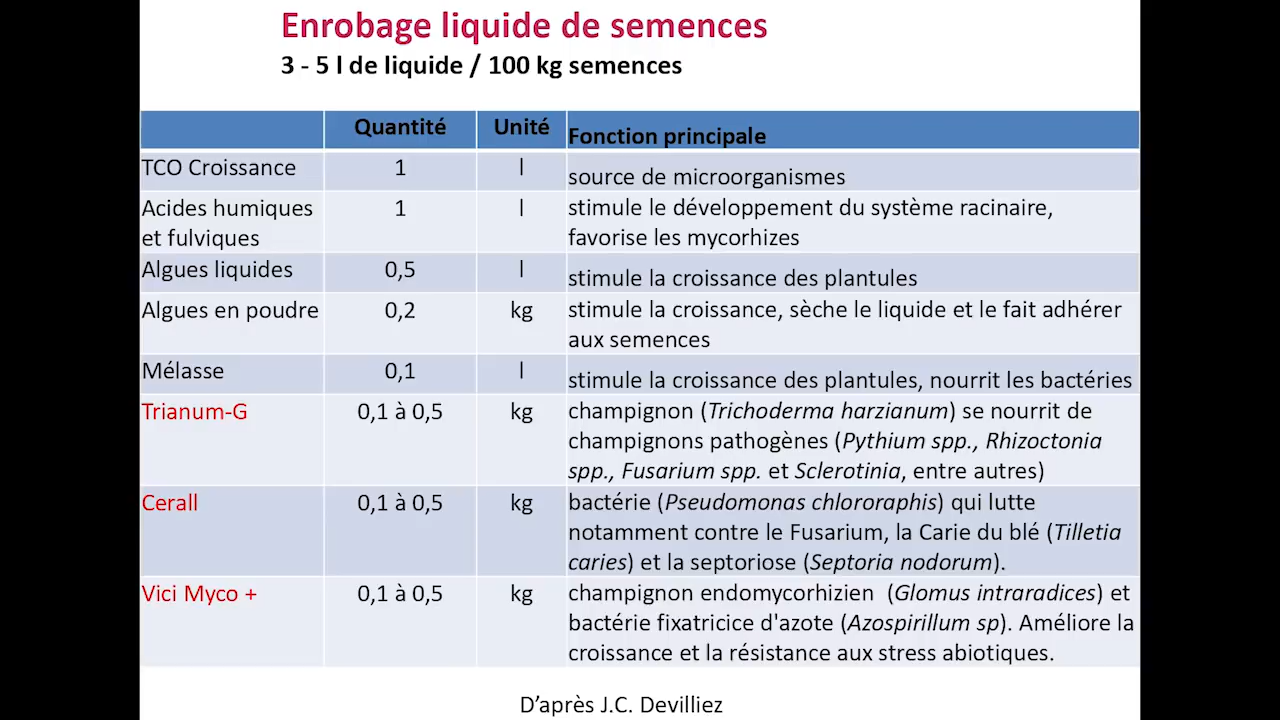 Enrobage liquide de semences
3 - 5 l de liquide / 100 kg semences
Quantité Unité Fonction principale
TCO Croissance 1 l source de microorganismes
Acides humiques 1 l stimule le développement du système racinaire,
et fulviques favorise les mycorhizes
Algues liquides 0,5 l stimule la croissance des plantules
Algues en poudre 0,2 kg stimule la croissance, sèche le liquide et le fait adhérer
aux semences
Mélasse 0,1 l stimule la croissance des plantules, nourrit les bactéries
Trianum-G 0,1 à 0,5 kg champignon (Trichoderma harzianum) se nourrit de
champignons pathogènes (Pythium spp., Rhizoctonia
spp., Fusarium spp. et Sclerotinia, entre autres)
Cerall 0,1 à 0,5 kg bactérie (Pseudomonas chlororaphis) qui lutte
notamment contre le Fusarium, la Carie du blé (Tilletia
caries) et la septoriose (Septoria nodorum).
Vici Myco + 0,1 à 0,5 kg champignon endomycorhizien (Glomus intraradices) et
bactérie fixatricice d'azote (Azospirillum sp). Améliore la
croissance et la résistance aux stress abiotiques.
D’après J.C. Devilliez